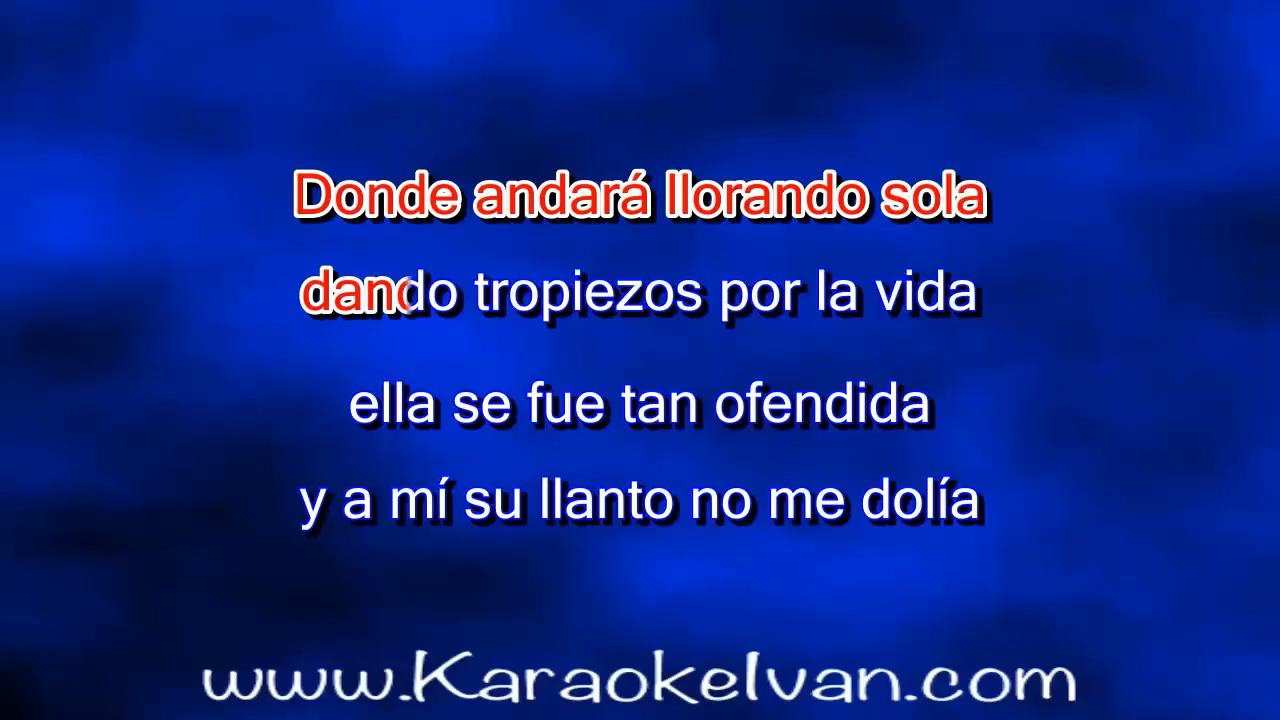 Donde andará llorando sola
dando tropiezos por la vida
ella se fue tan ofendida
y a mí su llanto no me dolía
www.KaraokeIvan.com